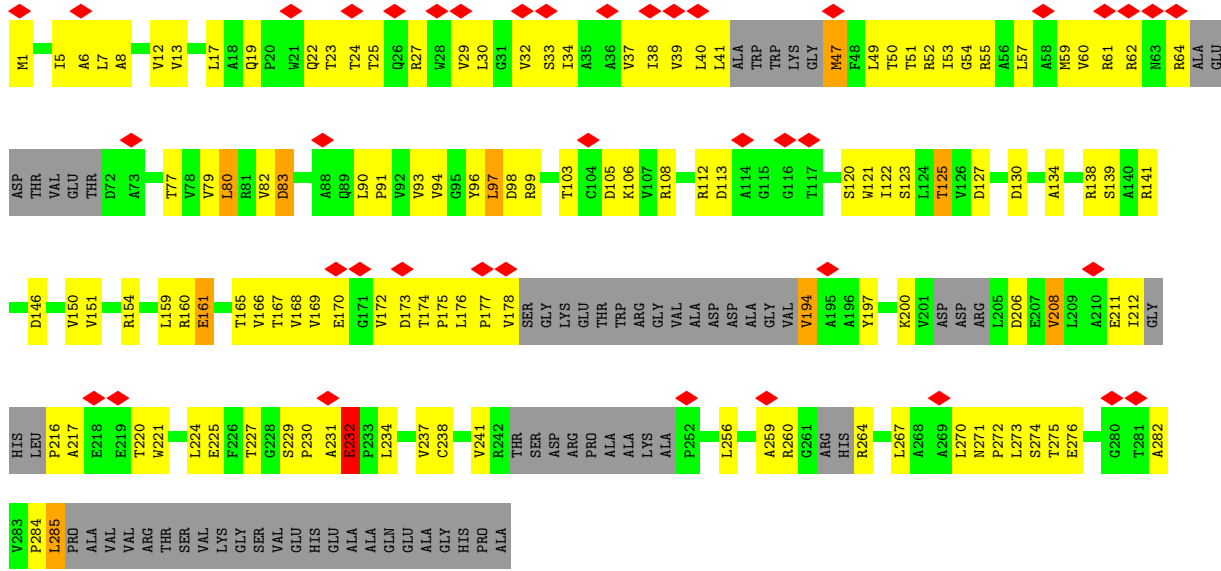 M1 I5 A6 L7 A8 V12 V13 L17 A18 Q19 P20 W21 Q22 T23 T24 T25 Q26 R27 W28 V29 L30 G31 V32 S33 I34 A35 A36 V37 I38 V39 L40 L41 ALA TRP TRP LYS GLY M47 F48 L49 T50 T51 R52 I53 G54 R55 A56 L57 A58 M59 V60 R61 R62 N63 R64 ALA GLU
ASP THR VAL GLU THR D72 A73 T77 V78 V79 L80 R81 V82 D83 A88 Q89 L90 P91 V92 V93 V94 G95 Y96 L97 D98 R99 T103 C104 D105 K106 V107 R108 R112 D113 A114 G115 G116 T117 S120 W121 I122 S123 L124 T125 V126 D127 D130 A134 R138 S139 A140 R141
D146 V150 V151 R154 L159 R160 E161 T165 V166 T167 V168 V169 E170 G171 V172 D173 T174 P175 L176 P177 V178 SER GLY LYS GLU THR TRP ARG GLY VAL ALA ASP ASP ALA GLY VAL V194 A195 A196 Y197 K200 V201 ASP ASP ARG L205 D206 E207 V208 L209 A210 E211 I212 GLY
HIS LEU P216 A217 E218 E219 T220 W221 L224 E225 F226 T227 G228 S229 P230 A231 E232 P233 L234 V237 C238 V241 R242 THR SER ASP ARG PRO ALA ALA LYS ALA P252 L256 A259 R260 G261 ARG HIS R264 L267 A268 A269 L270 N271 P272 L273 S274 T275 E276 G280 T281 A282
V283 P284 L285 PRO ALA VAL VAL ARG THR SER VAL LYS GLY SER VAL GLU HIS GLU ALA ALA GLN GLU ALA GLY HIS PRO ALA